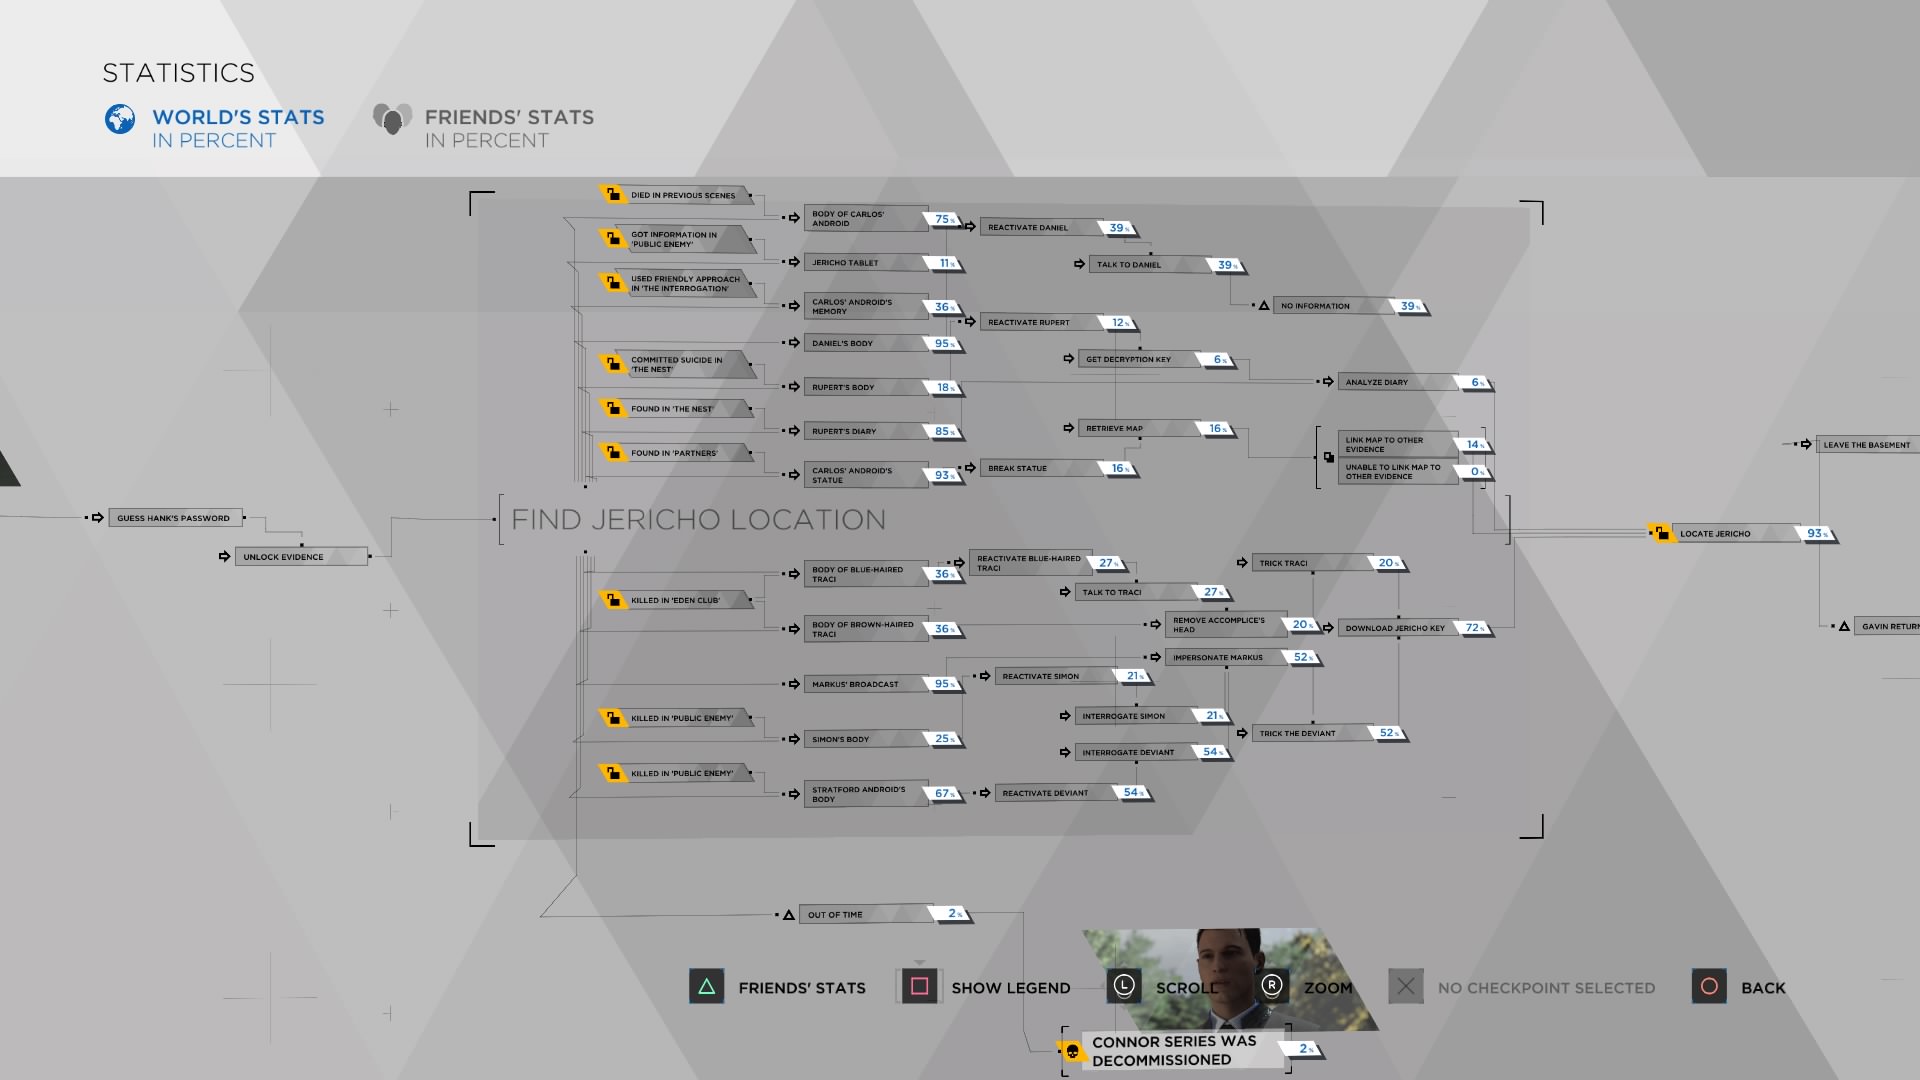 STATISTICS
WORLD'S STATS
IN PERCENT
FRIENDS' STATS
IN PERCENT
DIED IN PREVIOUS SCENES
BODY OF CARLOS'
ANDROID
75%
REACTIVATE DANIEL
39%
GOT INFORMATION IN
'PUBLIC ENEMY'
JERICHO TABLET
11%
TALK TO DANIEL
39%
USED FRIENDLY APPROACH
IN 'THE INTERROGATION'
CARLOS' ANDROID'S
MEMORY
36%
NO INFORMATION
39%
REACTIVATE RUPERT
12%
DANIEL'S BODY
95%
COMMITTED SUICIDE IN
'THE NEST'
GET DECRYPTION KEY
6%
RUPERT'S BODY
18%
ANALYZE DIARY
6%
FOUND IN 'THE NEST'
RUPERT'S DIARY
85%
RETRIEVE MAP
16%
LINK MAP TO OTHER
EVIDENCE
14%
LEAVE THE BASEMENT
FOUND IN 'PARTNERS'
CARLOS' ANDROID'S
STATUE
93%
BREAK STATUE
16%
UNABLE TO LINK MAP TO
OTHER EVIDENCE
0%
GUESS HANK'S PASSWORD
FIND JERICHO LOCATION
LOCATE JERICHO
93%
UNLOCK EVIDENCE
BODY OF BLUE-HAIRED
TRACI
36%
REACTIVATE BLUE-HAIRED
TRACI
27%
TRICK TRACI
20%
TALK TO TRACI
27%
KILLED IN 'EDEN CLUB'
BODY OF BROWN-HAIRED
TRACI
36%
REMOVE ACCOMPLICE'S
HEAD
20%
DOWNLOAD JERICHO KEY
72%
GAVIN RETURN
IMPERSONATE MARKUS
52%
MARKUS' BROADCAST
95%
REACTIVATE SIMON
21%
KILLED IN 'PUBLIC ENEMY'
INTERROGATE SIMON
21%
SIMON'S BODY
25%
TRICK THE DEVIANT
52%
INTERROGATE DEVIANT
54%
KILLED IN 'PUBLIC ENEMY'
STRATFORD ANDROID'S
BODY
67%
REACTIVATE DEVIANT
54%
OUT OF TIME
2%
FRIENDS' STATS
SHOW LEGEND
L
SCROLL
R
ZOOM
NO CHECKPOINT SELECTED
BACK
CONNOR SERIES WAS
DECOMMISSIONED
2%